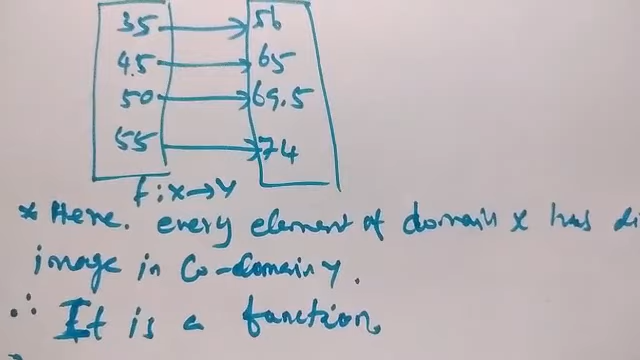 35 56
45 65
50 69.5
55 74
f : X → Y
* Here. every element of domain x has di
image in Co-domain y.
∴ It is a function.